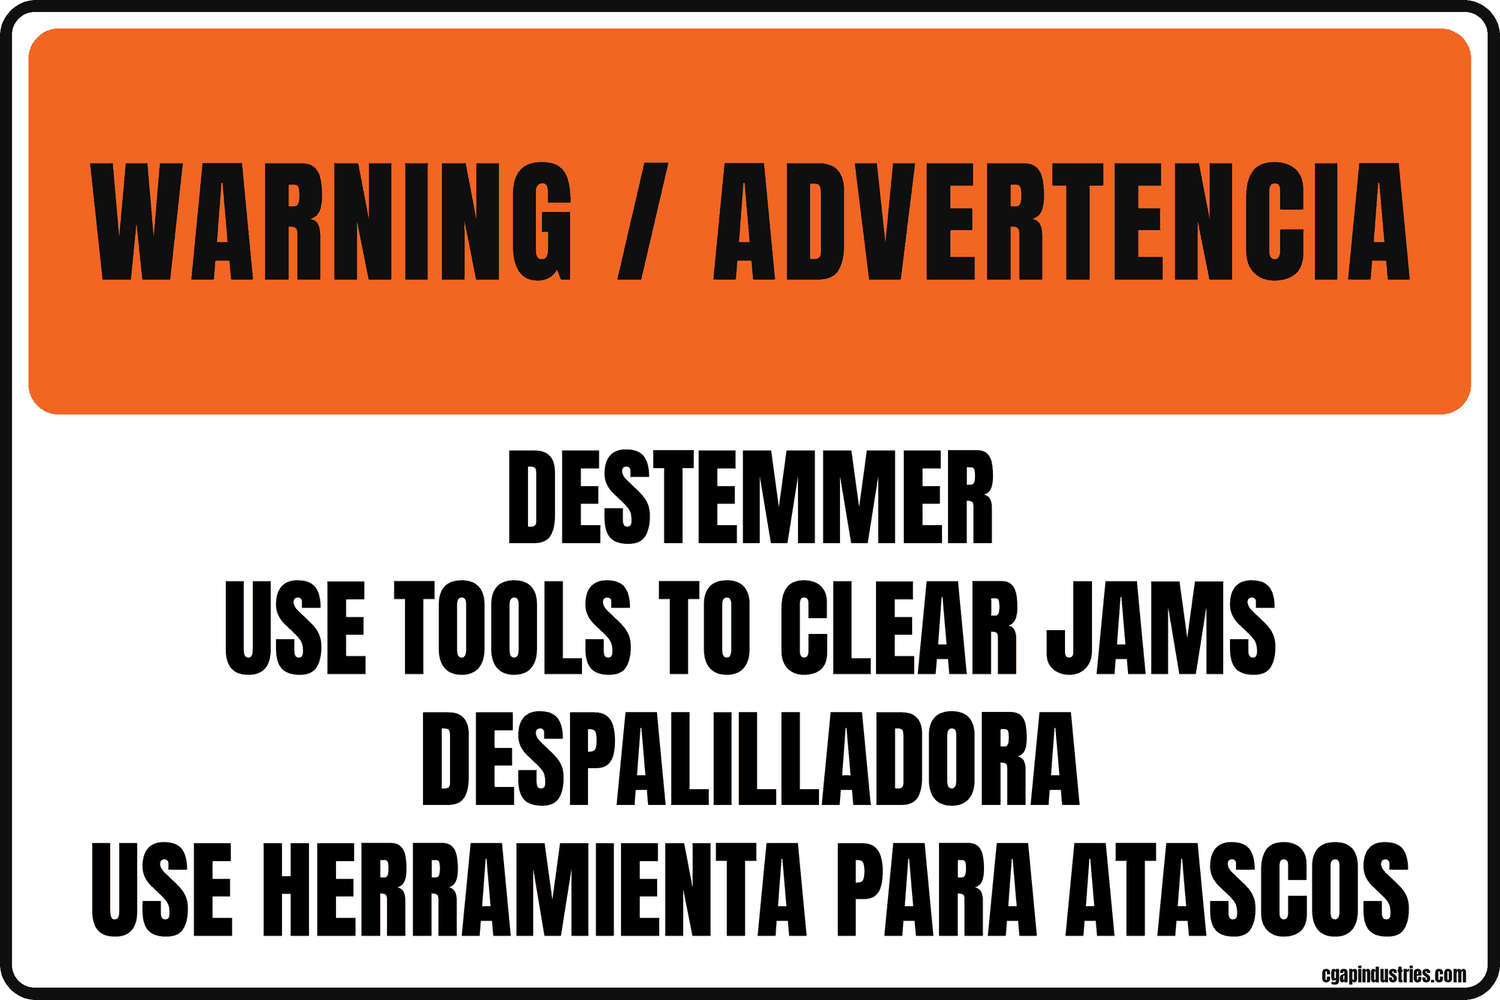 WARNING / ADVERTENCIA
DESTEMMER
USE TOOLS TO CLEAR JAMS
DESPALILLADORA
USE HERRAMIENTA PARA ATASCOS
cgapindustries.com